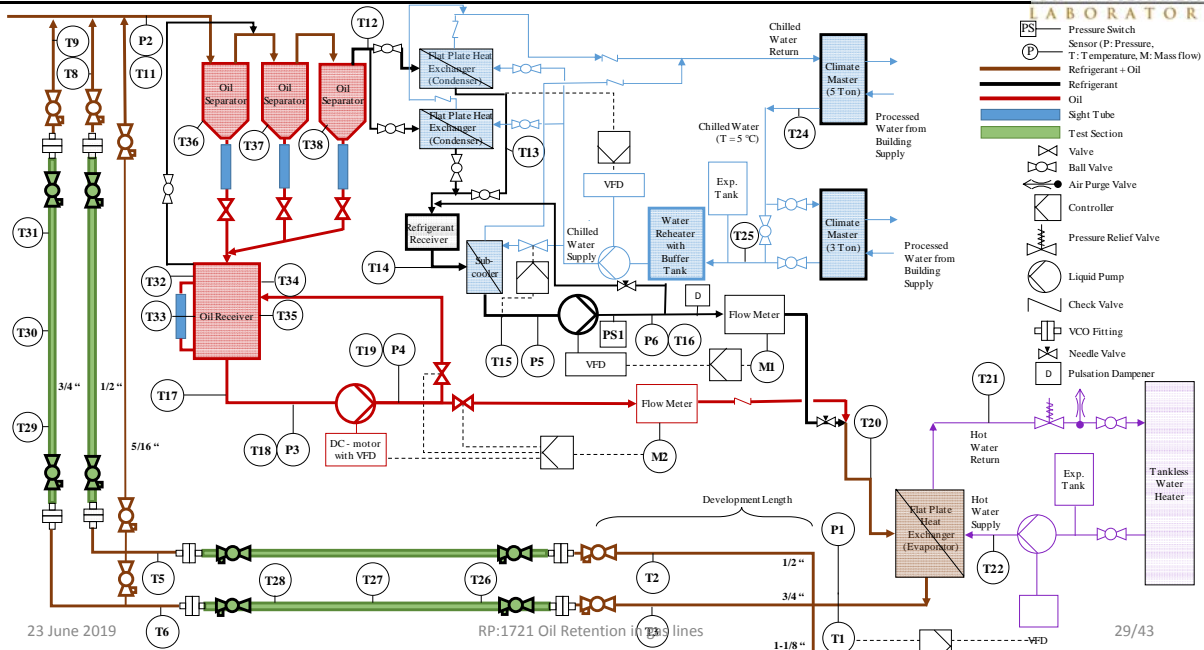 LABORATOR
PS
Pressure Switch
P
Sensor (P: Pressure,
T: Temperature, M: Mass flow)
Refrigerant + Oil
Refrigerant
Oil
Sight Tube
Test Section
Valve
Ball Valve
Air Purge Valve
Controller
Pressure Relief Valve
Liquid Pump
Check Valve
VCO Fitting
Needle Valve
D
Pulsation Dampener
T9
T8
P2
T11
T12
Oil
Separator
Oil
Separator
Oil
Separator
T36
T37
T38
Flat Plate Heat
Exchanger
(Condenser)
Flat Plate Heat
Exchanger
(Condenser)
T13
Chilled
Water
Return
Climate
Master
(5 Ton)
T24
Processed
Water from
Building
Supply
Chilled Water
(T = 5 °C)
VFD
Exp.
Tank
Water
Reheater
with
Buffer
Tank
T25
Climate
Master
(3 Ton)
Processed
Water from
Building
Supply
Refrigerant
Receiver
T14
Sub-
cooler
Chilled
Water
Supply
T31
T32
T33
T34
T35
Oil Receiver
T30
3/4 “
1/2 “
T29
5/16 “
T17
T19
P4
T15
P5
PS1
VFD
P6
T16
D
Flow Meter
M1
T18
P3
DC - motor
with VFD
Flow Meter
M2
T20
T21
Hot
Water
Return
Exp.
Tank
Tankless
Water
Heater
Flat Plate
Heat
Exchanger
(Evaporator)
Hot
Water
Supply
T22
VFD
Development Length
P1
T5
T28
T27
T26
T2
1/2 “
3/4 “
T6
T3
T1
1-1/8 “
23 June 2019
RP:1721 Oil Retention in gas lines
29/43